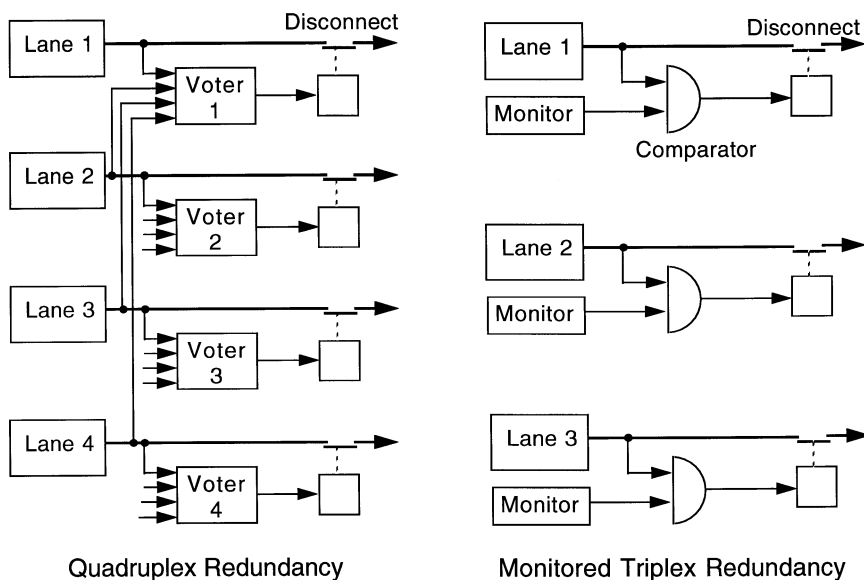 Disconnect
Lane 1
Voter
1
Lane 2
Voter
2
Lane 3
Voter
3
Lane 4
Voter
4
Quadruplex Redundancy
Disconnect
Lane 1
Monitor
Comparator
Lane 2
Monitor
Lane 3
Monitor
Monitored Triplex Redundancy